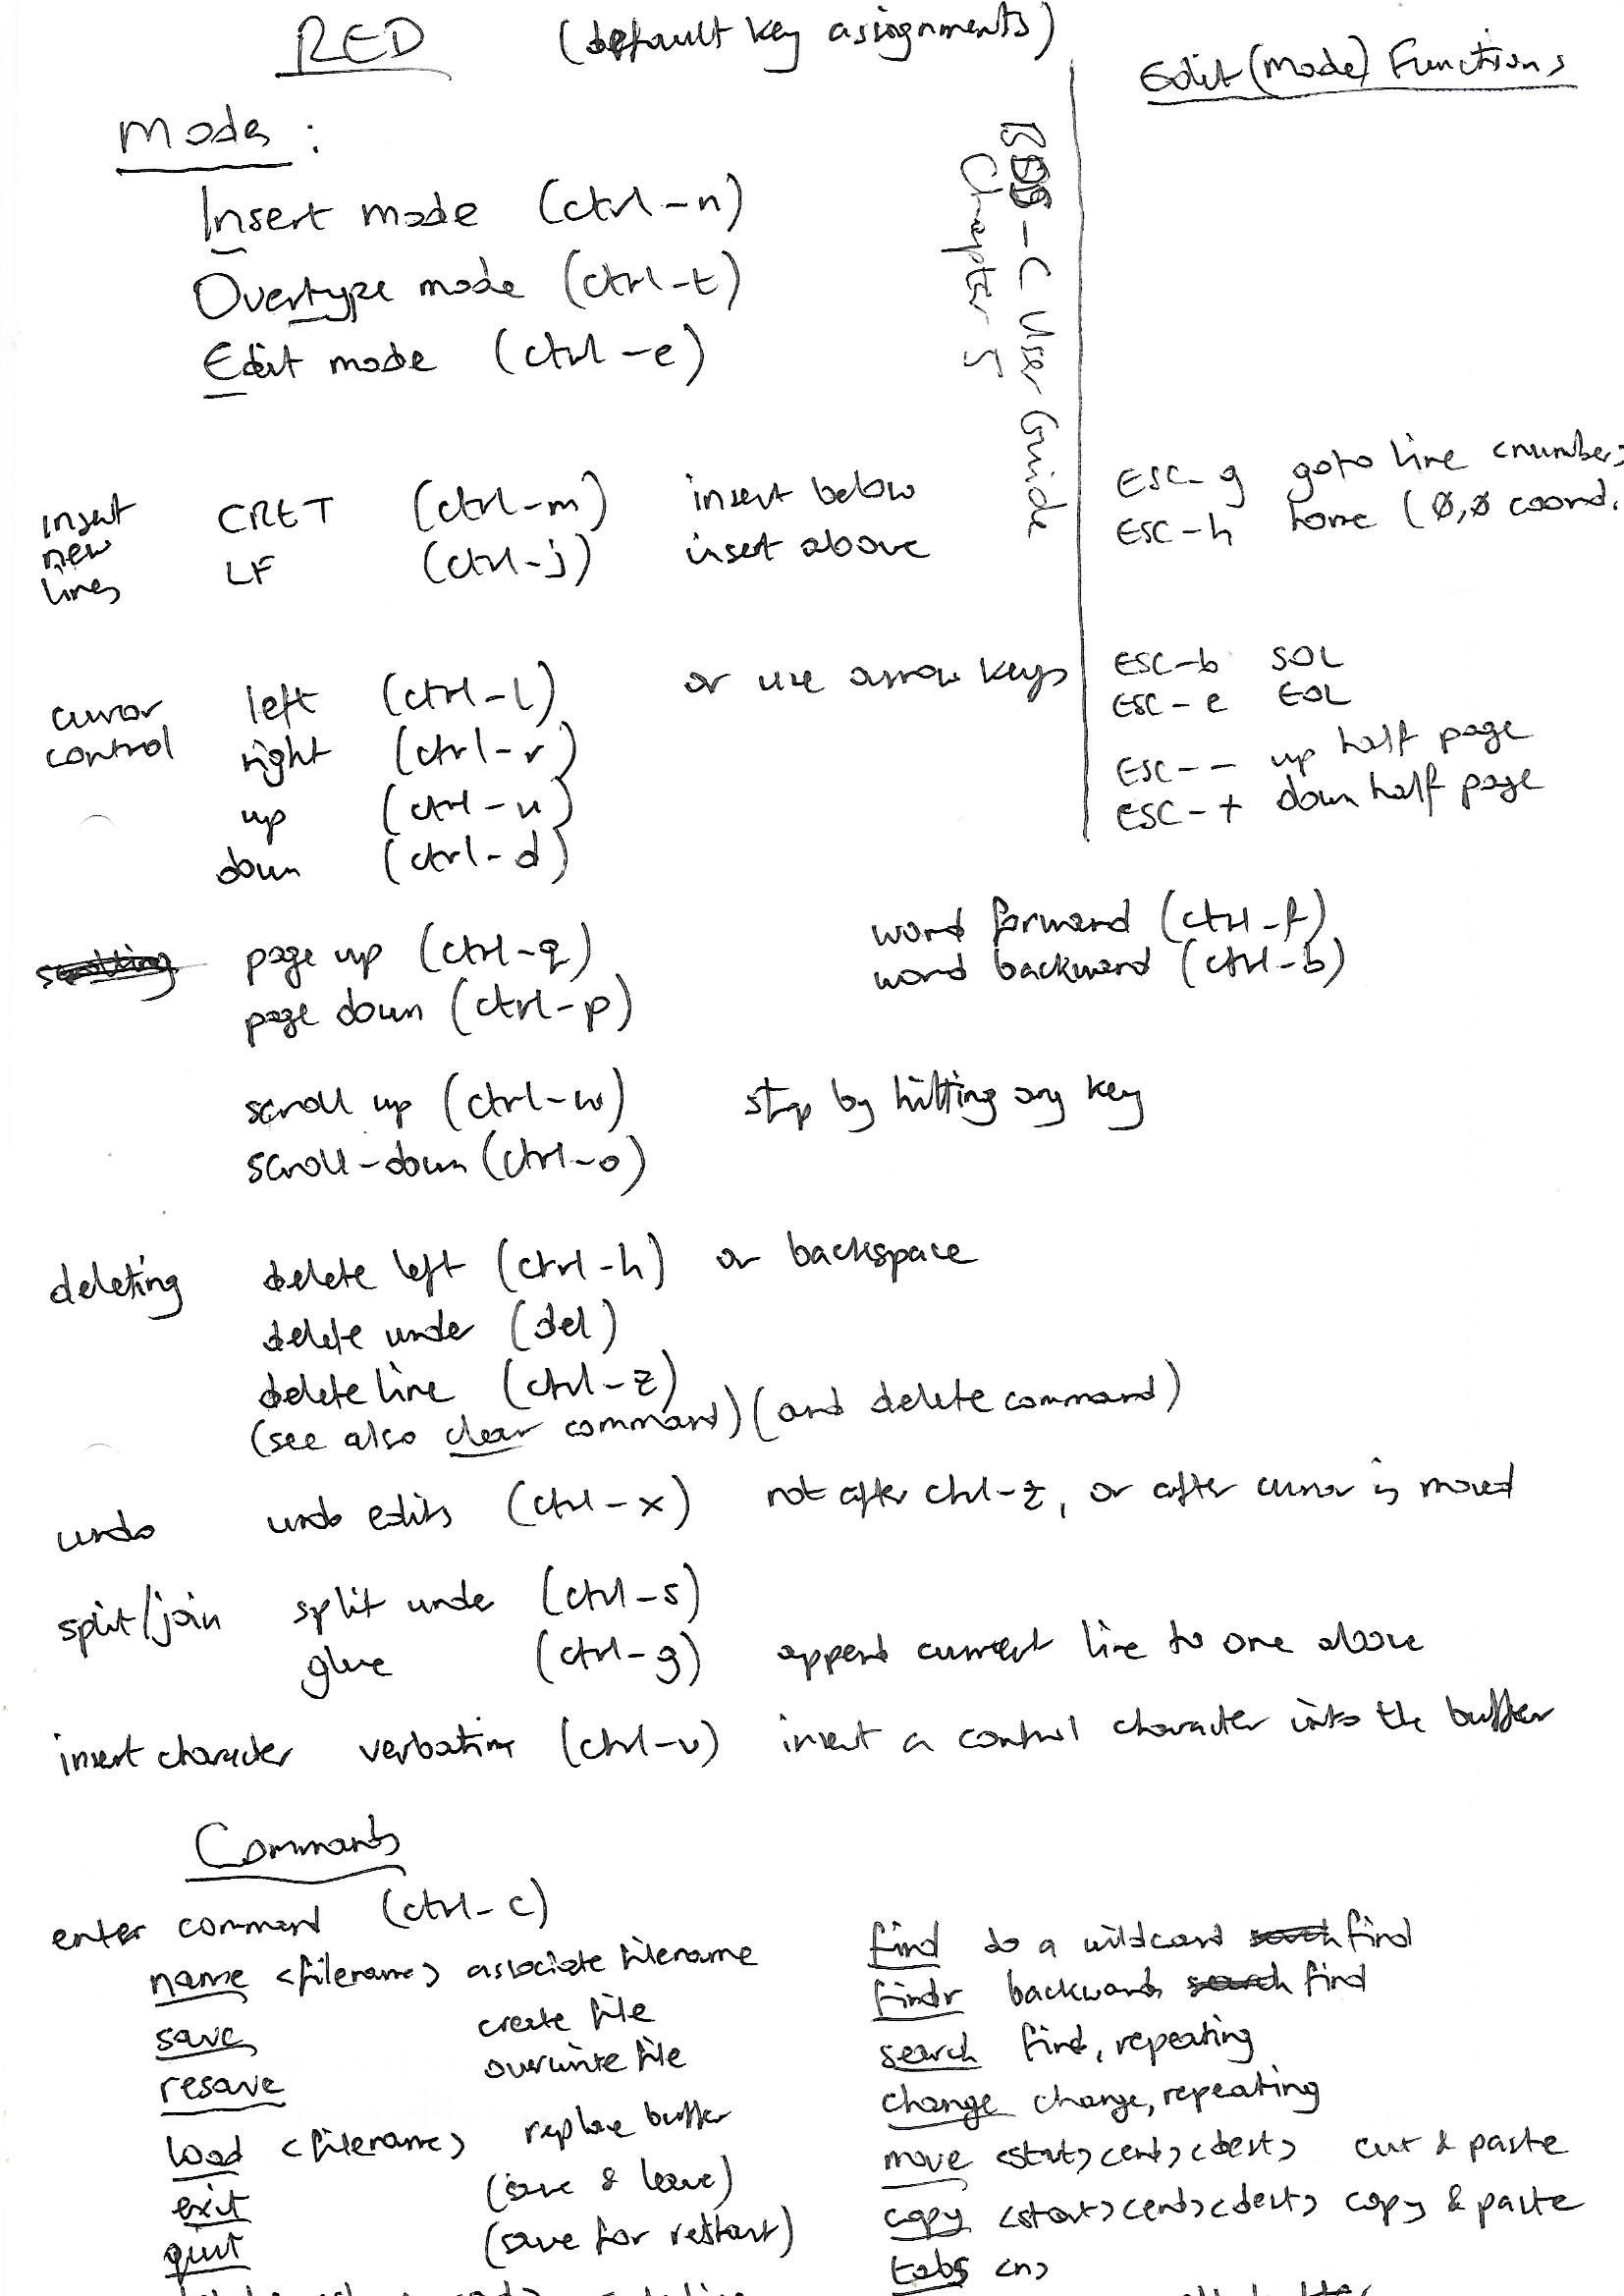 RED (default key assignments)
Modes :
Insert mode (ctrl-n)
Overtype mode (ctrl-t)
Edit mode (ctrl-e)
BDS-C User Guide
Chapter 5
Edit (mode) Functions
ESC-g goto line <number>
ESC-h home (0,0 coord.
ESC-b SOL
ESC-e EOL
ESC-- up half page
ESC-+ down half page
insert new lines
CRET (ctrl-m) insert below
LF (ctrl-j) insert above
cursor control
left (ctrl-l) or use arrow keys
right (ctrl-r)
up (ctrl-u)
down (ctrl-d)
page up (ctrl-q) word forward (ctrl-f)
page down (ctrl-p) word backward (ctrl-b)
scroll up (ctrl-w) stop by hitting any key
scroll-down (ctrl-o)
deleting delete left (ctrl-h) or backspace
delete under (del)
delete line (ctrl-z)
(see also clear command) (and delete command)
undo undo edits (ctrl-x) not after ctrl-z, or after cursor is moved
split/join split under (ctrl-s)
glue (ctrl-g) append current line to one above
insert character verbatim (ctrl-v) insert a control character into the buffer
Commands
enter command (ctrl-c)
name <filename> associate filename
save create file
resave overwrite file
load <filename> replace buffer
exit (save & leave)
quit (save for restart)
find do a wildcard search find
findr backwards search find
search find, repeating
change change, repeating
move <start><end><dest> cut & paste
copy <start><end><dest> copy & paste
tabs <n>